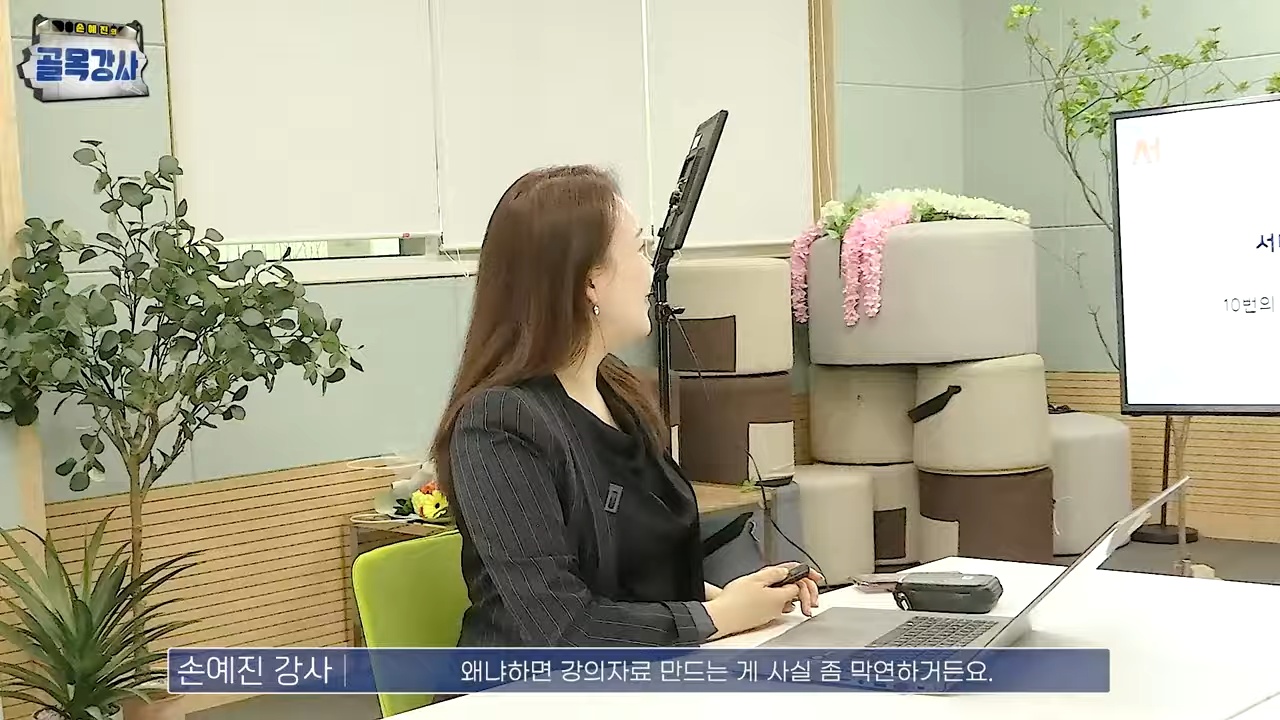 손예진의
골목강사
서
10번의
손예진 강사
왜냐하면 강의자료 만드는 게 사실 좀 막연하거든요.